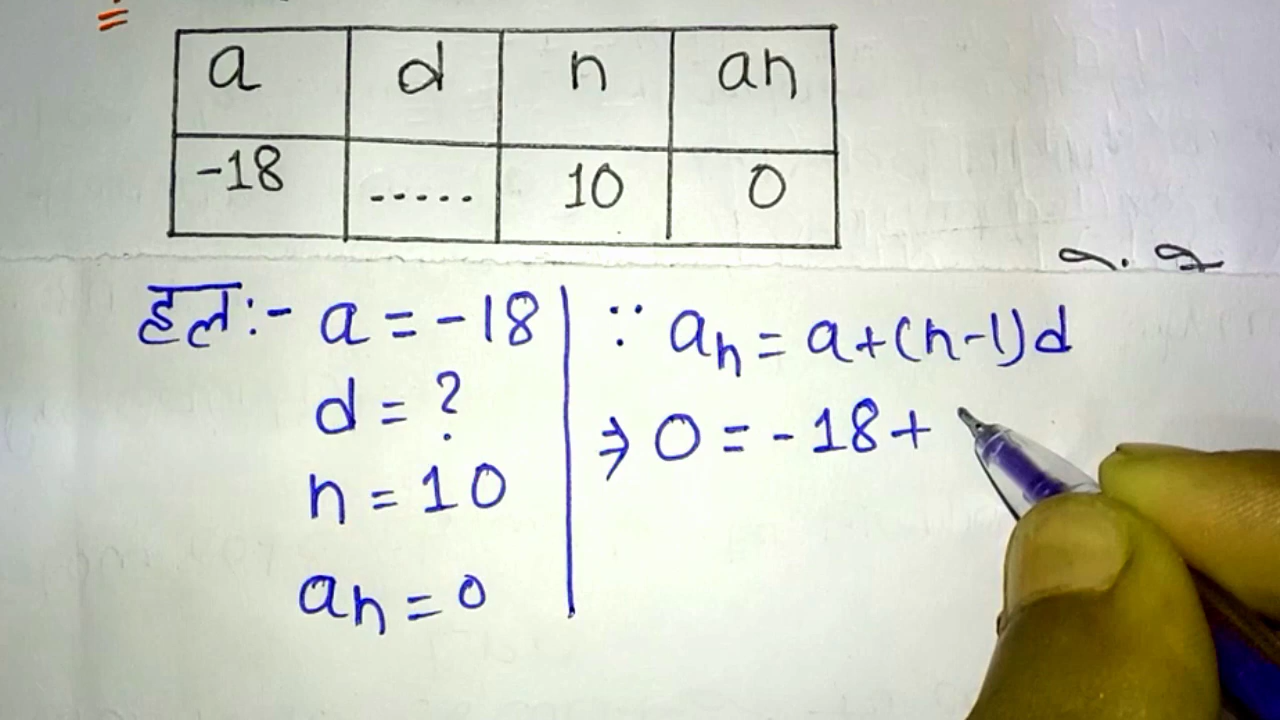 a d n an
-18 ..... 10 0
हल:- a = -18
d = ?
n = 10
an = 0
∵ an = a+(n-1)d
⇒ 0 = -18+